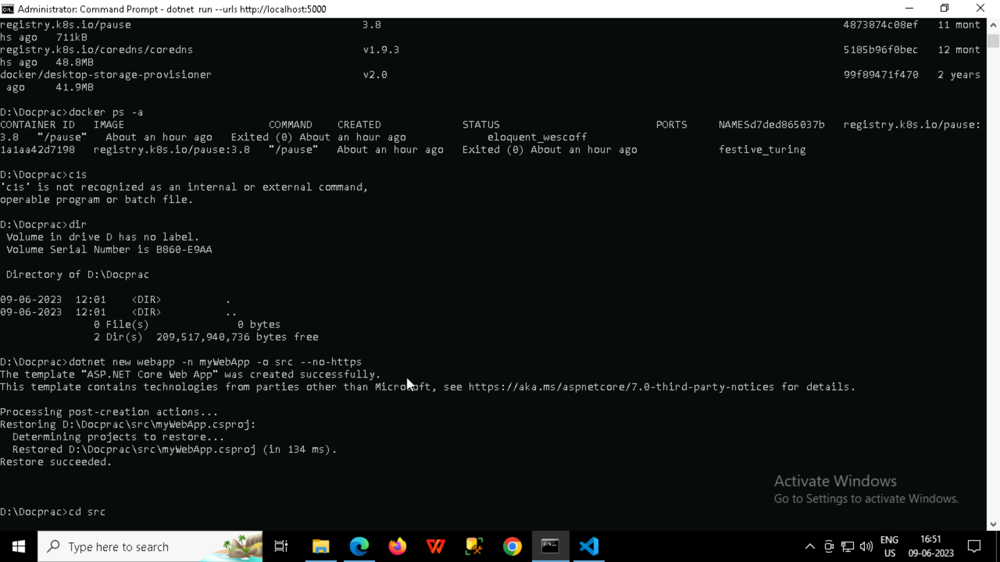 Administrator: Command Prompt - dotnet  run --urls http://localhost:5000
registry.k8s.io/pause                                     3.8                                                                          4873874c08ef   11 mont
hs ago   711kB
registry.k8s.io/coredns/coredns                           v1.9.3                                                                       5185b96f0bec   12 mont
hs ago   48.8MB
docker/desktop-storage-provisioner                        v2.0                                                                         99f89471f470   2 years
 ago     41.9MB
D:\Docprac>docker ps -a
CONTAINER ID   IMAGE                       COMMAND    CREATED             STATUS                         PORTS     NAMESd7ded865037b   registry.k8s.io/pause:
3.8   "/pause"   About an hour ago   Exited (0) About an hour ago             eloquent_wescoff
1a1aa42d7198   registry.k8s.io/pause:3.8   "/pause"   About an hour ago   Exited (0) About an hour ago             festive_turing
D:\Docprac>c1s
'c1s' is not recognized as an internal or external command,
operable program or batch file.
D:\Docprac>dir
 Volume in drive D has no label.
 Volume Serial Number is B860-E9AA
 Directory of D:\Docprac
09-06-2023  12:01    <DIR>          .
09-06-2023  12:01    <DIR>          ..
               0 File(s)              0 bytes
               2 Dir(s)  209,517,940,736 bytes free
D:\Docprac>dotnet new webapp -n myWebApp -o src --no-https
The template "ASP.NET Core Web App" was created successfully.
This template contains technologies from parties other than Microsoft, see https://aka.ms/aspnetcore/7.0-third-party-notices for details.
Processing post-creation actions...
Restoring D:\Docprac\src\myWebApp.csproj:
  Determining projects to restore...
  Restored D:\Docprac\src\myWebApp.csproj (in 134 ms).
Restore succeeded.
Activate Windows
Go to Settings to activate Windows.
D:\Docprac>cd src
Type here to search
ENG
US
16:51
09-06-2023